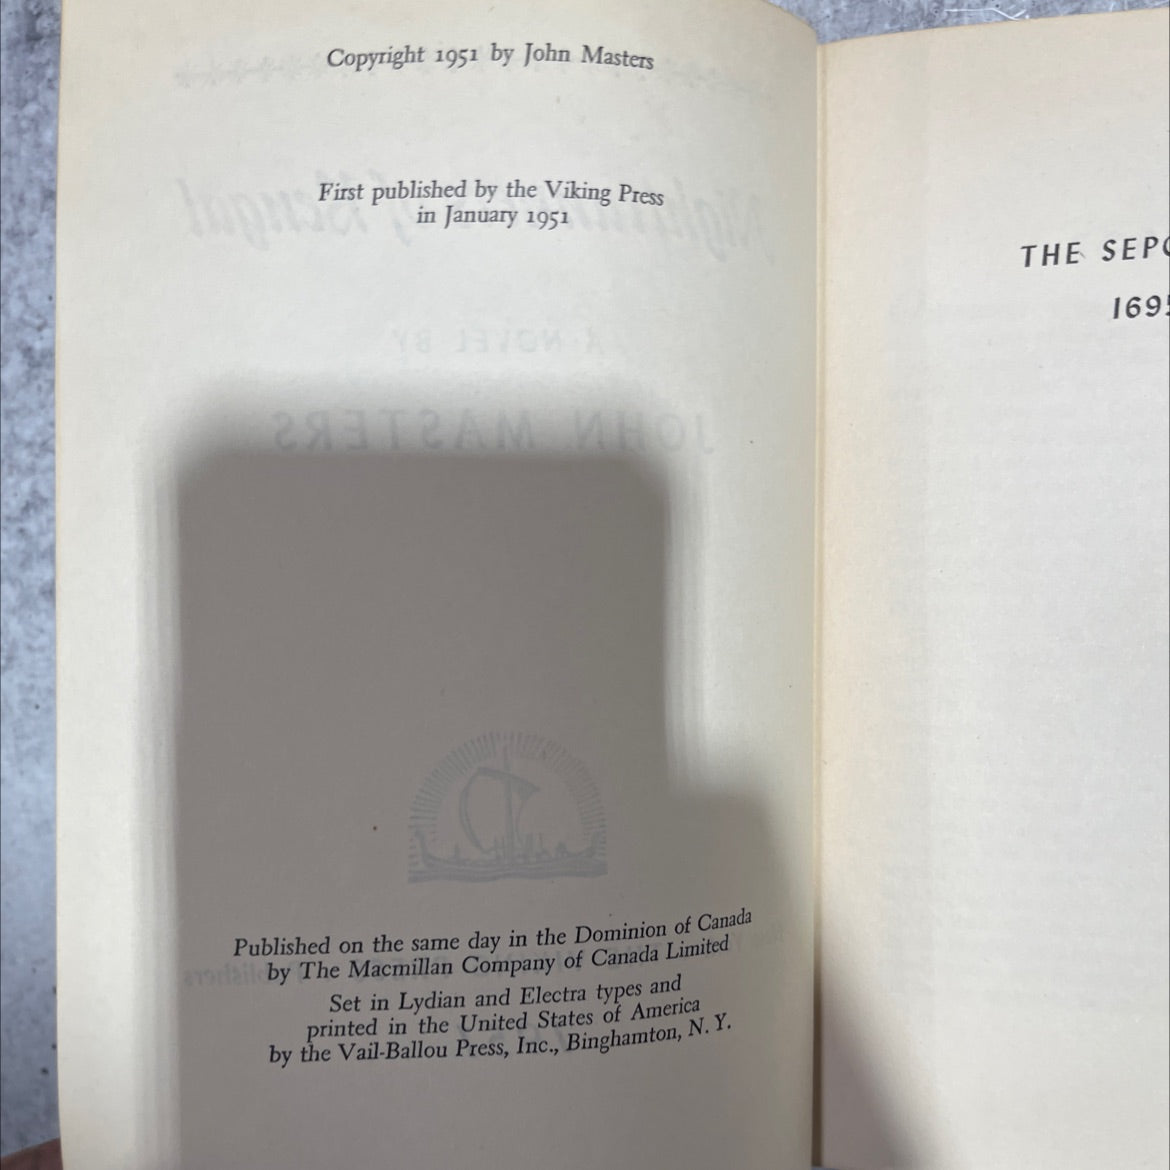 Copyright 1951 by John Masters
First published by the Viking Press
in January 1951
Published on the same day in the Dominion of Canada
by The Macmillan Company of Canada Limited
Set in Lydian and Electra types and
printed in the United States of America
by the Vail-Ballou Press, Inc., Binghamton, N. Y.
THE SEPO
1695